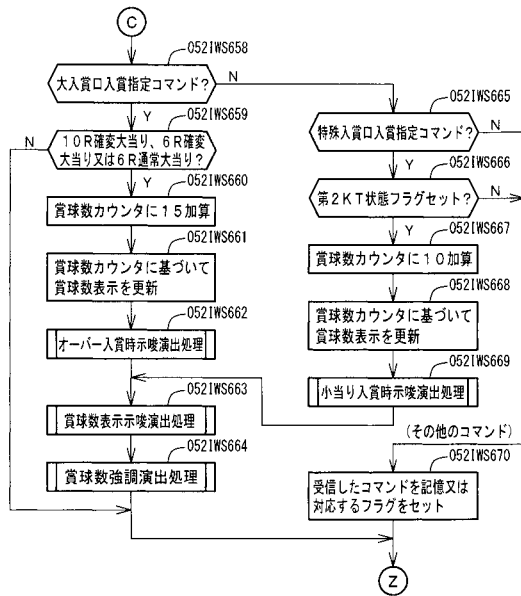 C
052IWS658
大入賞口入賞指定コマンド?
N
Y
052IWS659
10R確変大当り、6R確変
大当り又は6R通常大当り?
N
Y
052IWS660
賞球数カウンタに15加算
052IWS661
賞球数カウンタに基づいて
賞球数表示を更新
052IWS662
オーバー入賞時示唆演出処理
052IWS663
賞球数表示示唆演出処理
052IWS664
賞球数強調演出処理
052IWS665
特殊入賞口入賞指定コマンド?
N
Y
052IWS666
第2KT状態フラグセット?
N
Y
052IWS667
賞球数カウンタに10加算
052IWS668
賞球数カウンタに基づいて
賞球数表示を更新
052IWS669
小当り入賞時示唆演出処理
(その他のコマンド)
052IWS670
受信したコマンドを記憶又は
対応するフラグをセット
Z